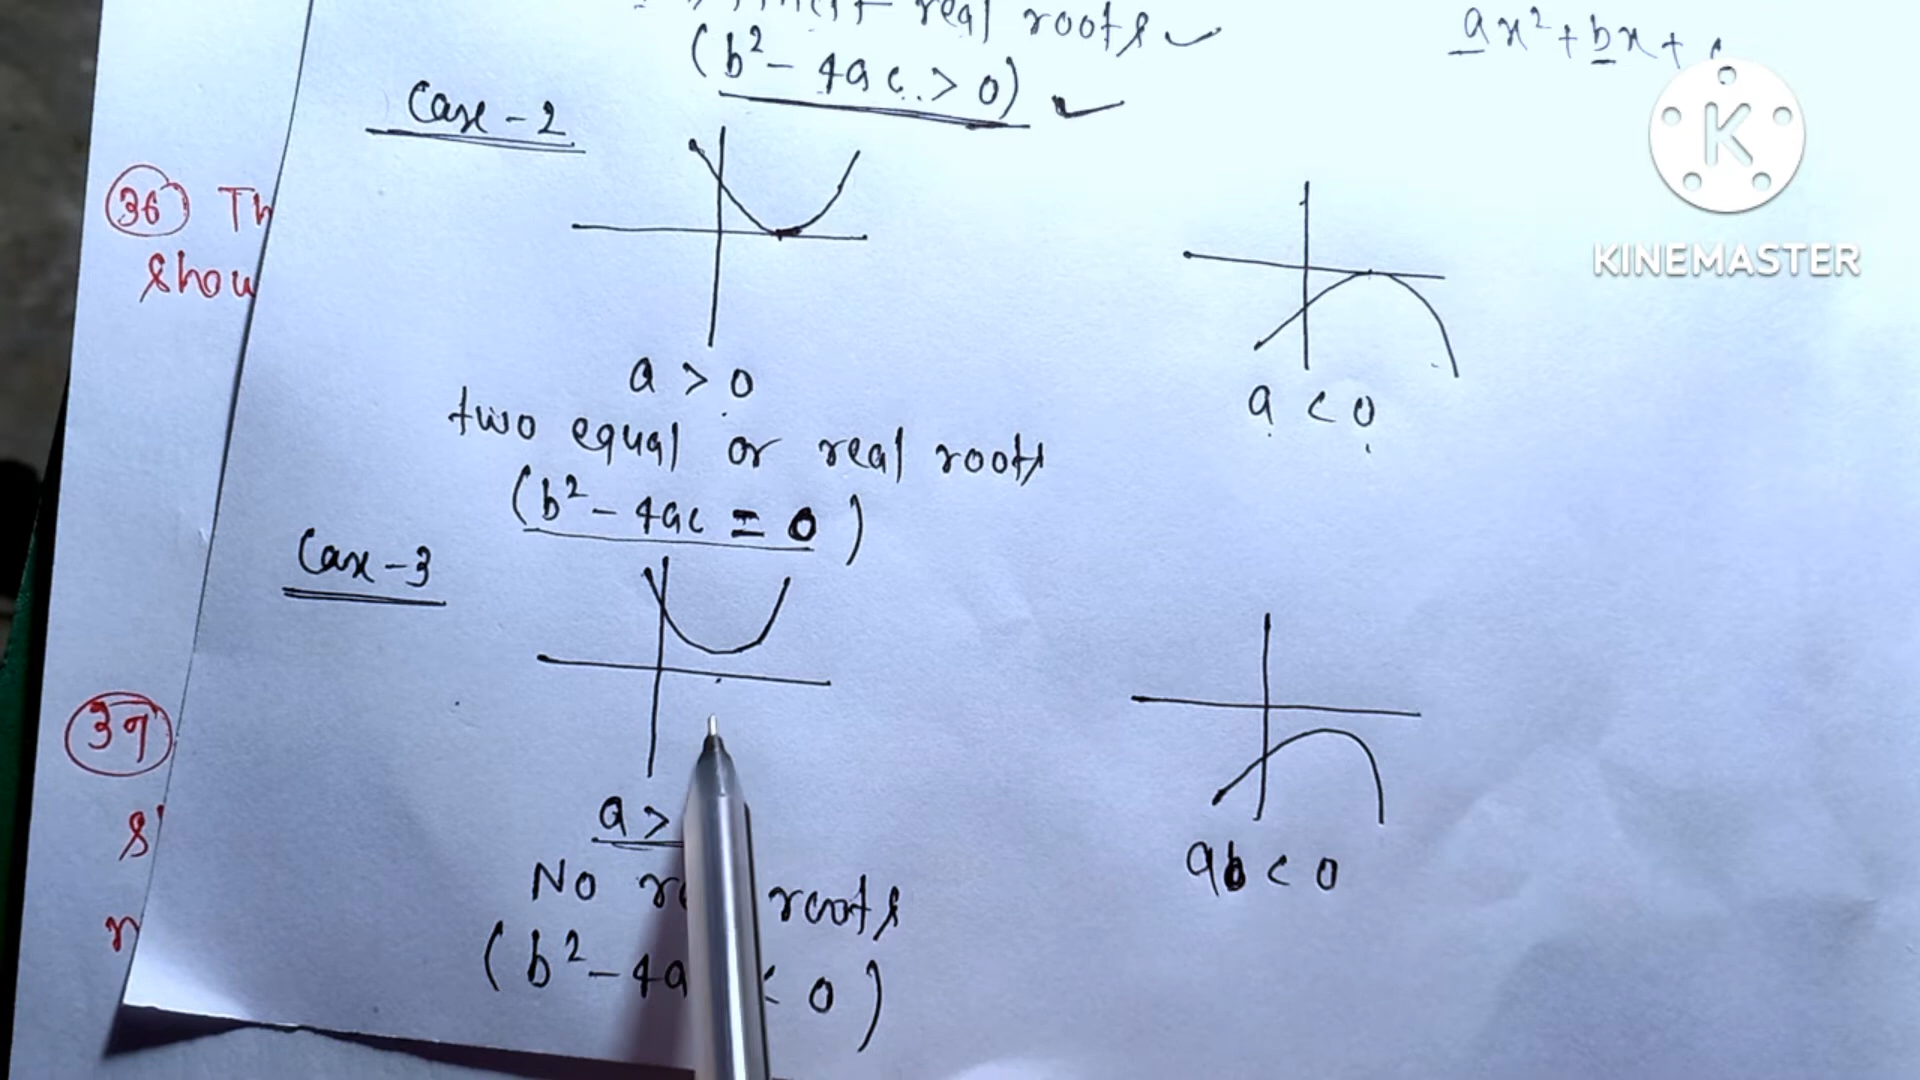 real roots
ax² + bx +
(b² - 4ac > 0)
Case - 2
K
KINEMASTER
36 Th
Show
a > 0
a < 0
two equal or real roots
(b² - 4ac = 0)
Case - 3
37
a >
ab < 0
No roots
(b² - 4a < 0)